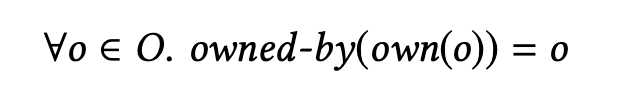 ∀o ∈ O. owned-by(own(o)) = o